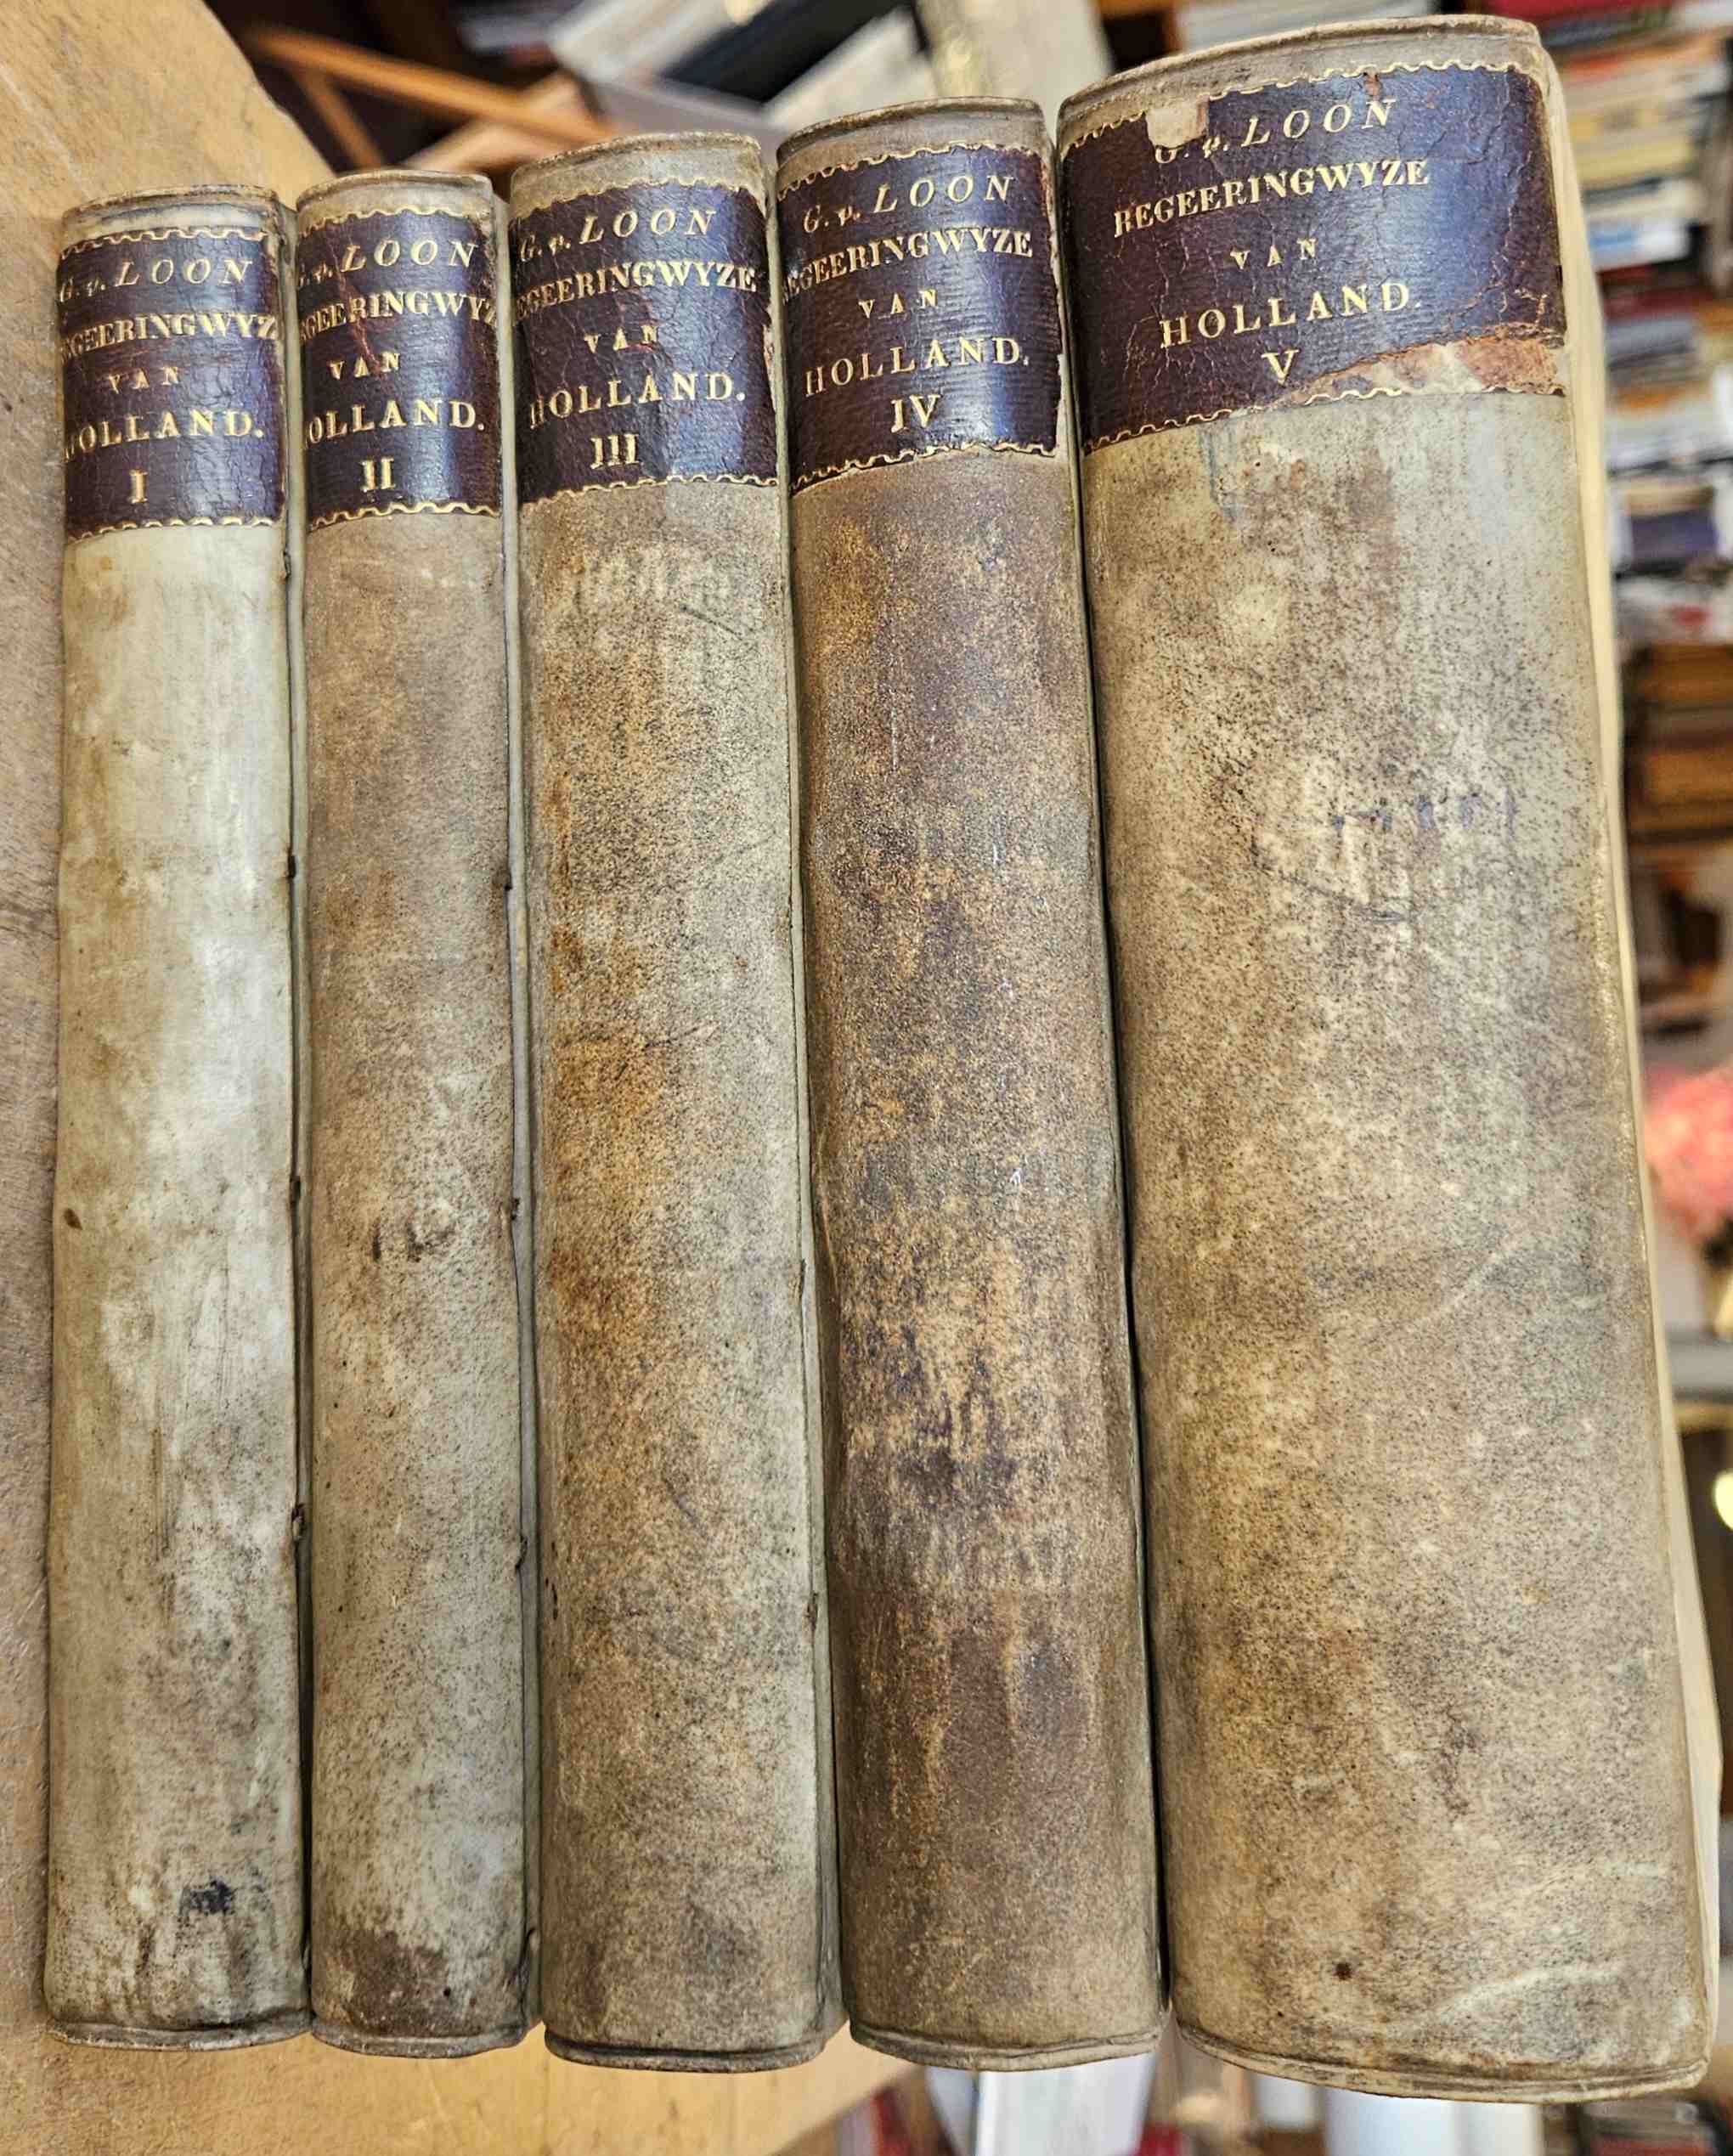 G. v. LOON
REGEERINGWYZE
VAN
HOLLAND.
I
G. v. LOON
REGEERINGWYZE
VAN
HOLLAND.
II
G. v. LOON
REGEERINGWYZE
VAN
HOLLAND.
III
G. v. LOON
REGEERINGWYZE
VAN
HOLLAND.
IV
G. v. LOON
REGEERINGWYZE
VAN
HOLLAND.
V